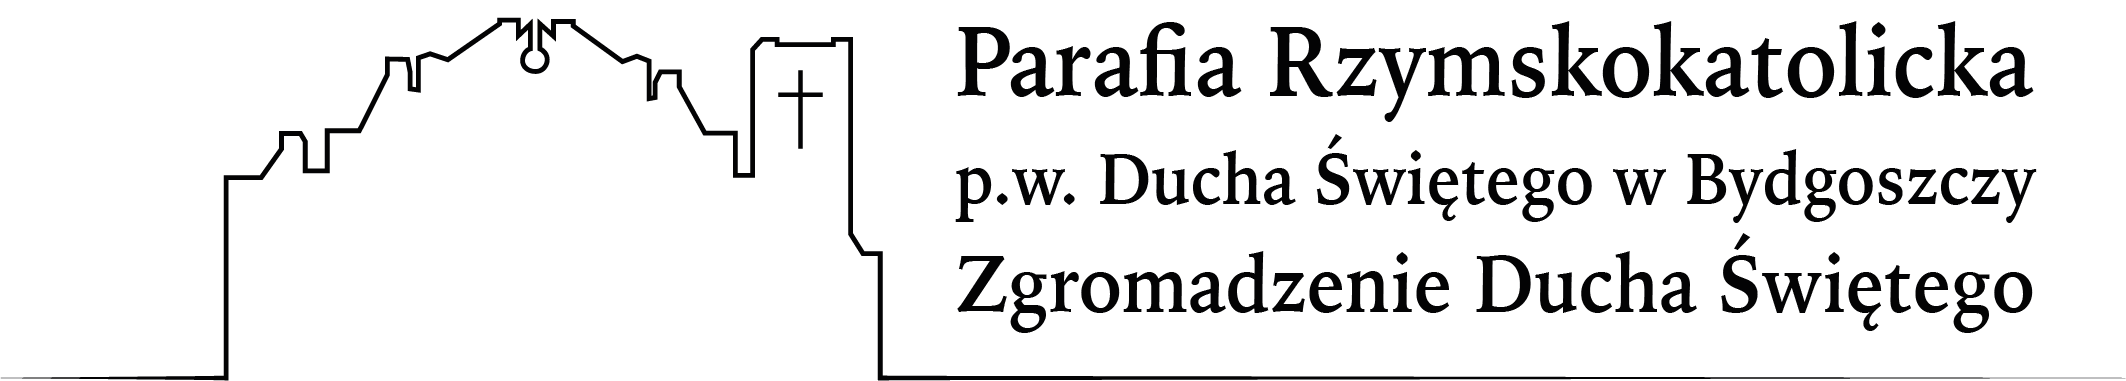 Parafia Rzymskokatolicka
p.w. Ducha Świętego w Bydgoszczy
Zgromadzenie Ducha Świętego